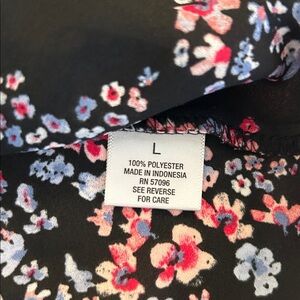 L
100% POLYESTER
MADE IN INDONESIA
RN 57096
SEE REVERSE
FOR CARE